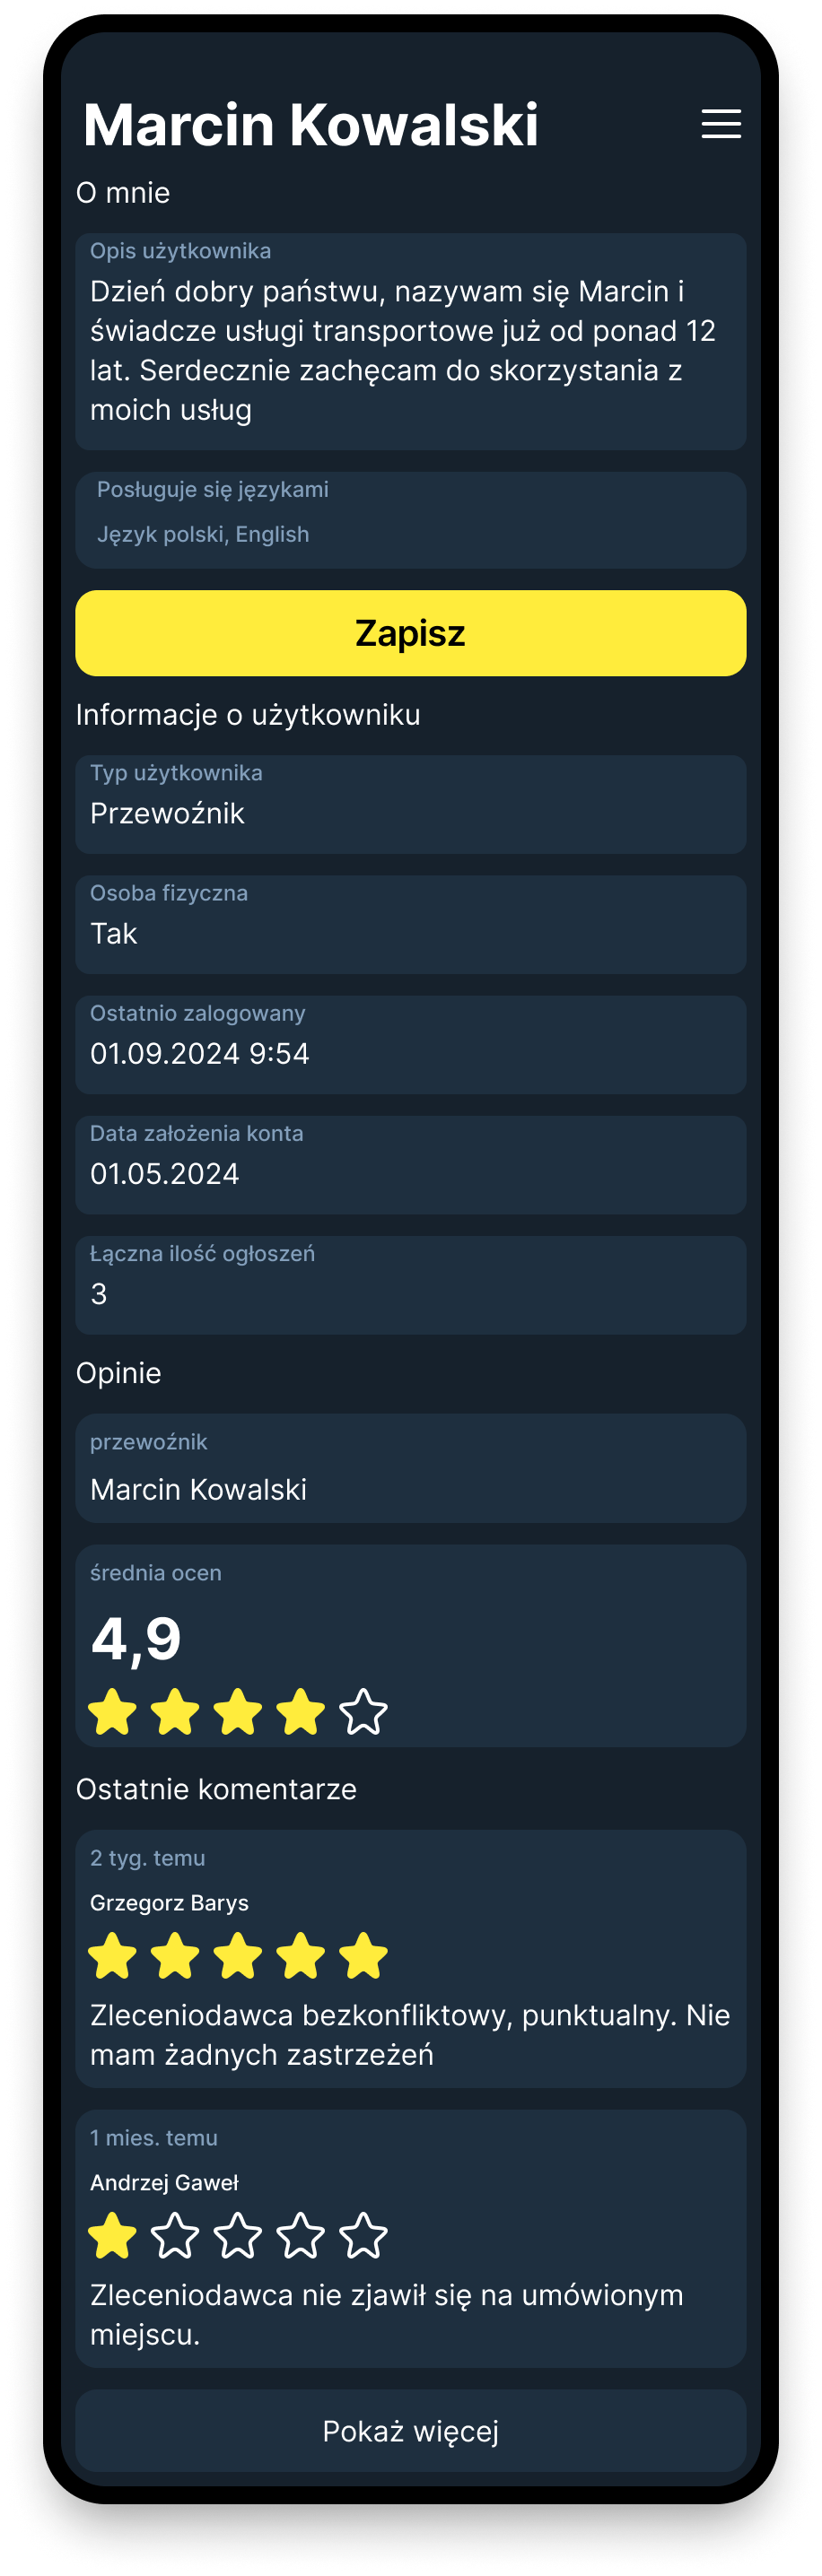 Marcin Kowalski
O mnie
Opis użytkownika
Dzień dobry państwu, nazywam się Marcin i
świadcze usługi transportowe już od ponad 12
lat. Serdecznie zachęcam do skorzystania z
moich usług
Posługuje się językami
Język polski, English
Zapisz
Informacje o użytkowniku
Typ użytkownika
Przewoźnik
Osoba fizyczna
Tak
Ostatnio zalogowany
01.09.2024 9:54
Data założenia konta
01.05.2024
Łączna ilość ogłoszeń
3
Opinie
przewoźnik
Marcin Kowalski
średnia ocen
4,9
Ostatnie komentarze
2 tyg. temu
Grzegorz Barys
Zleceniodawca bezkonfliktowy, punktualny. Nie
mam żadnych zastrzeżeń
1 mies. temu
Andrzej Gaweł
Zleceniodawca nie zjawił się na umówionym
miejscu.
Pokaż więcej